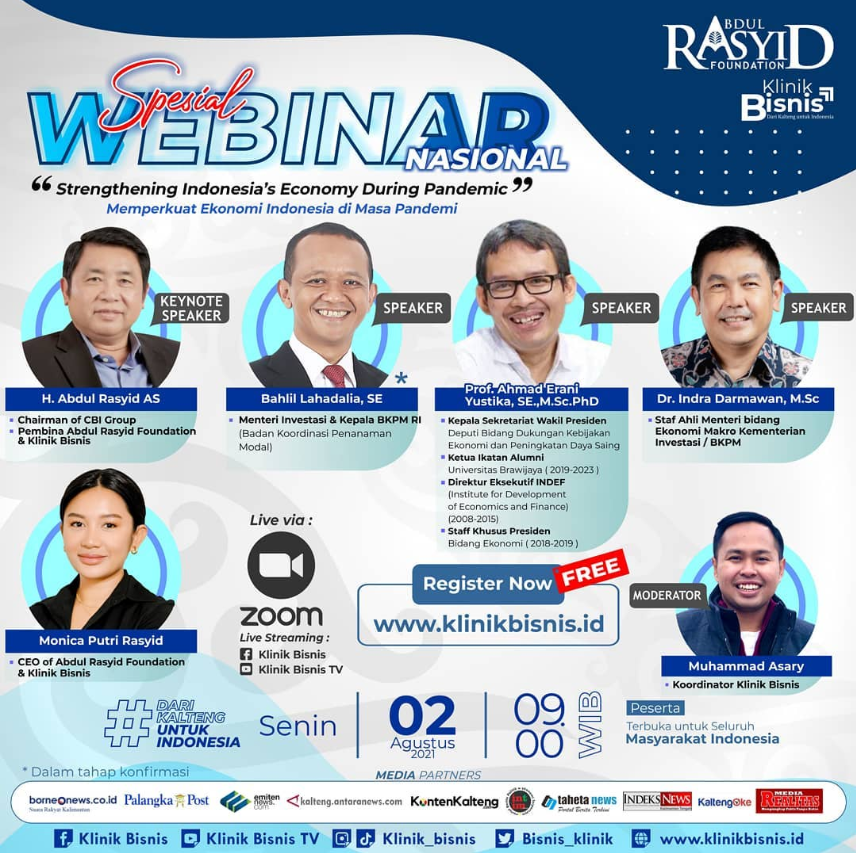 ABDUL
RASYID
FOUNDATION
Klinik
Bisnis
Dari Kalteng untuk Indonesia
Spesial
WEBINAR
NASIONAL
“ Strengthening Indonesia's Economy During Pandemic ”
Memperkuat Ekonomi Indonesia di Masa Pandemi
KEYNOTE
SPEAKER
H. Abdul Rasyid AS
Chairman of CBI Group
Pembina Abdul Rasyid Foundation
& Klinik Bisnis
SPEAKER
*
Bahlil Lahadalia, SE
Menteri Investasi & Kepala BKPM RI
(Badan Koordinasi Penanaman
Modal)
SPEAKER
Prof. Ahmad Erani
Yustika, SE.,M.Sc.PhD
Kepala Sekretariat Wakil Presiden
Deputi Bidang Dukungan Kebijakan
Ekonomi dan Peningkatan Daya Saing
Ketua Ikatan Alumni
Universitas Brawijaya ( 2019-2023 )
Direktur Eksekutif INDEF
(Institute for Development
of Economics and Finance)
(2008-2015)
Staff Khusus Presiden
Bidang Ekonomi ( 2018-2019 )
SPEAKER
Dr. Indra Darmawan, M.Sc
Staf Ahli Menteri bidang
Ekonomi Makro Kementerian
Investasi / BKPM
Monica Putri Rasyid
CEO of Abdul Rasyid Foundation
& Klinik Bisnis
Live via :
zoom
Live Streaming :
Klinik Bisnis
Klinik Bisnis TV
Register Now
FREE
www.klinikbisnis.id
MODERATOR
Muhammad Asary
Koordinator Klinik Bisnis
#
DARI
KALTENG
UNTUK
INDONESIA
Senin
02
Agustus
2021
09.
00
WIB
Peserta
Terbuka untuk Seluruh
Masyarakat Indonesia
* Dalam tahap konfirmasi
MEDIA PARTNERS
borneonews.co.id
Suara Rakyat Kalimantan
Palangka Post
emiten
news.
com
kalteng.antaranews.com
KontenKalteng
taheta news
Portal Berita Terkini
INDEKS NEWS
KaltengOke
MEDIA
REALITAS
Klinik Bisnis
Klinik Bisnis TV
Klinik_bisnis
Bisnis_klinik
www.klinikbisnis.id